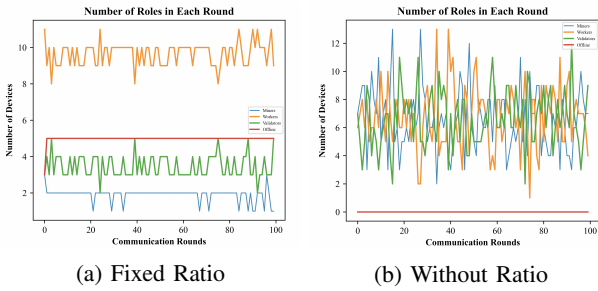 Number of Roles in Each Round
Number of Devices
10
8
6
4
2
Miners
Workers
Validators
Offline
0
20
40
60
80
100
Communication Rounds
(a) Fixed Ratio
Number of Roles in Each Round
Number of Devices
12
10
8
6
4
2
0
Miners
Workers
Validators
Offline
0
20
40
60
80
100
Communication Rounds
(b) Without Ratio